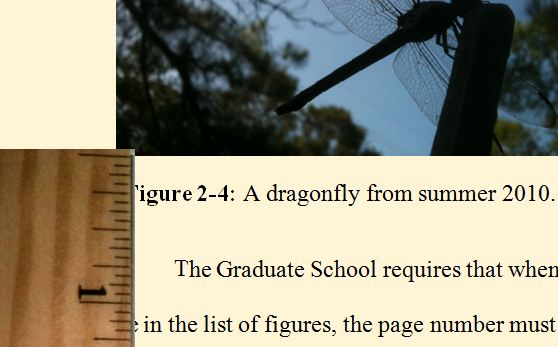 Figure 2-4: A dragonfly from summer 2010.
The Graduate School requires that when
in the list of figures, the page number must
1